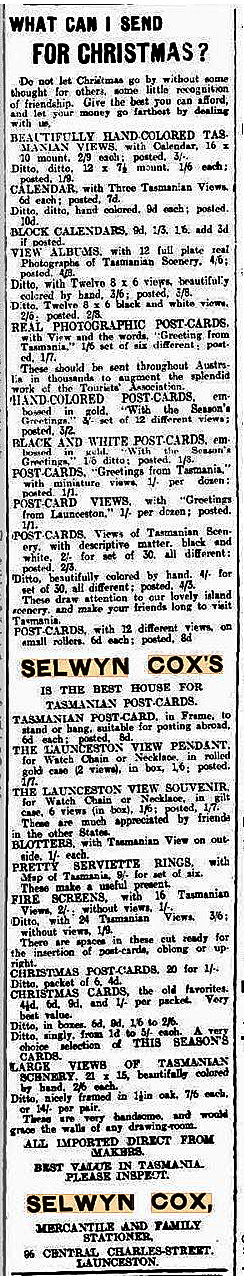 WHAT CAN I SEND
FOR CHRISTMAS?
Do not let Christmas go by without some
thought for others, some little recognition
of friendship. Give the best you can afford,
and let your money go farthest by dealing
with us.
BEAUTIFULLY HAND-COLORED TAS-
MANIAN VIEWS, with Calendar, 16 x
10 mount, 2/9 each; posted, 3/-.
Ditto, ditto, 12 x 7½ mount, 1/6 each;
posted, 1/9.
CALENDAR, with Three Tasmanian Views.
6d each; posted, 7d.
Ditto, ditto, hand colored, 9d each; posted.
10d.
BLOCK CALENDARS, 9d, 1/3, 1/6, add 3d
if posted.
VIEW ALBUMS, with 12 full plate real
Photographs of Tasmanian Scenery, 4/6;
posted, 4/8.
Ditto, with Twelve 8 x 6 views, beautifully
colored by hand, 3/6; posted, 3/8.
Ditto, Twelve 8 x 6 black and white views,
2/6; posted, 2/8.
REAL PHOTOGRAPHIC POST-CARDS,
with View and the words, "Greeting from
Tasmania," 1/6 set of six different; post-
ed, 1/7.
These should be sent throughout Austra-
lia in thousands to augment the splendid
work of the Tourists' Association.
HAND-COLORED POST-CARDS, em-
bossed in gold, "With the Season's
Greetings," 3/- set of 12 different views;
posted, 3/2.
BLACK AND WHITE POST-CARDS, em-
bossed in gold, "With the Season's
Greetings," 1/6 ditto; posted, 1/8.
POST-CARDS, "Greetings from Tasmania,"
with miniature views, 1/- per dozen;
posted, 1/1.
POST-CARD VIEWS, with "Greetings
from Launceston," 1/- per dozen; posted,
1/1.
POST-CARDS, Views of Tasmanian Scen-
ery, with descriptive matter, black and
white, 2/- for set of 30, all different;
posted, 2/3.
Ditto, beautifully colored by hand, 4/- for
set of 30, all different; posted, 4/3.
These draw attention to our lovely island
scenery, and make your friends long to visit
Tasmania.
POST-CARDS, with 12 different views, on
small rollers, 6d each; posted, 8d
SELWYN COX'S
IS THE BEST HOUSE FOR
TASMANIAN POST-CARDS.
TASMANIAN POST-CARD, in Frame, to
stand or hang, suitable for posting abroad,
6d each; posted, 8d.
THE LAUNCESTON VIEW PENDANT,
for Watch Chain or Necklace, in rolled
gold case (2 views), in box, 1/6; posted,
1/7.
THE LAUNCESTON VIEW SOUVENIR,
for Watch Chain or Necklace, in gilt
case, 6 views (in box), 1/6; posted, 1/7.
These are much appreciated by friends
in the other States.
BLOTTERS, with Tasmanian View on out-
side, 1/- each.
PRETTY SERVIETTE RINGS, with
Map of Tasmania, 9/- for set of six.
These make a useful present.
FIRE SCREENS, with 16 Tasmanian
Views, 2/-; without views, 1/-.
Ditto, with 24 Tasmanian Views, 3/6;
without views, 1/9.
There are spaces in these cut ready for
the insertion of post-cards, oblong or up-
right.
CHRISTMAS POST-CARDS, 20 for 1/-.
Ditto, packet of 6, 4d.
CHRISTMAS CARDS, the old favorites.
4½d, 6d, 9d, and 1/- per packet. Very
best value.
Ditto, in boxes, 6d, 9d, 1/6 to 2/6.
Ditto, singly, from 1d to 5/- each. A very
choice selection of THIS SEASON'S
CARDS.
LARGE VIEWS OF TASMANIAN
SCENERY, 21 x 15, beautifully colored
by hand, 2/6 each.
Ditto, nicely framed in 1½in oak, 7/6 each,
or 14/- per pair.
These are very handsome, and would
grace the walls of any drawing-room.
ALL IMPORTED DIRECT FROM
MAKERS.
BEST VALUE IN TASMANIA.
PLEASE INSPECT.
SELWYN COX,
MERCANTILE AND FAMILY
STATIONER,
96 CENTRAL CHARLES-STREET.
LAUNCESTON.